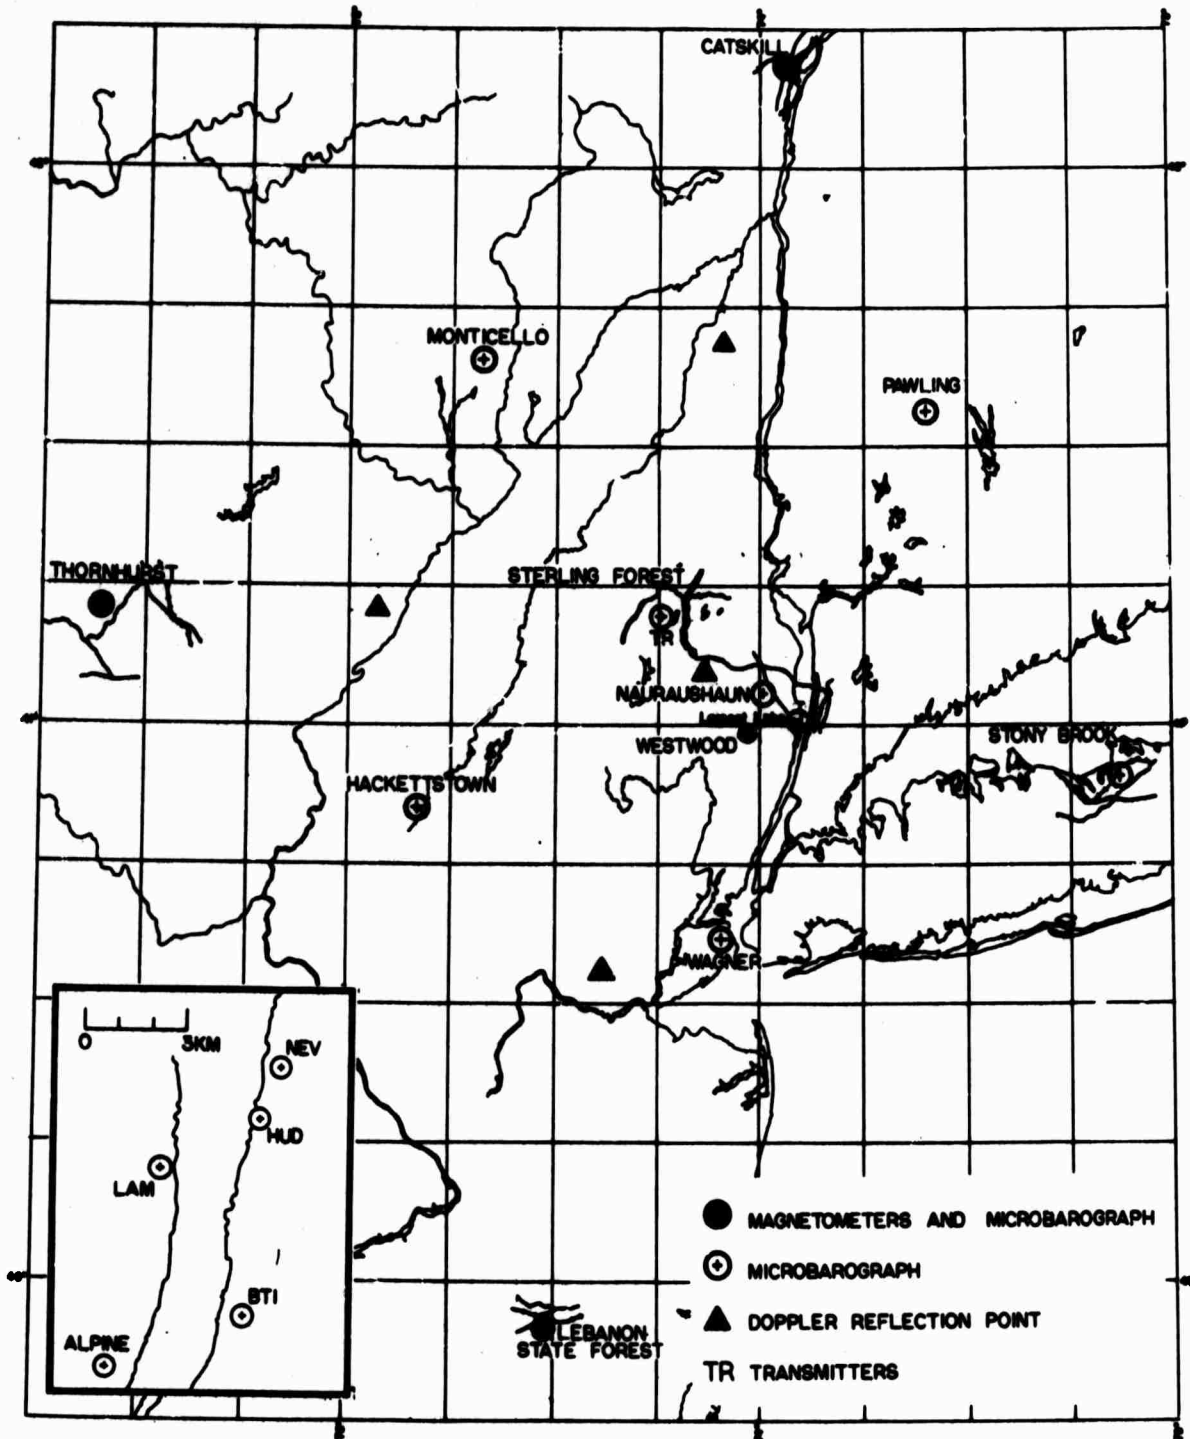 CATSKILL
MONTICELLO
PAWLING
THORNHURST
STERLING FOREST
TR
NAURAUSHAUN
WESTWOOD
STONY BROOK
HACKETTSTOWN
WAGNER
0 3KM
NEV
HUD
LAM
BTI
ALPINE
LEBANON
STATE FOREST
MAGNETOMETERS AND MICROBAROGRAPH
MICROBAROGRAPH
DOPPLER REFLECTION POINT
TR TRANSMITTERS